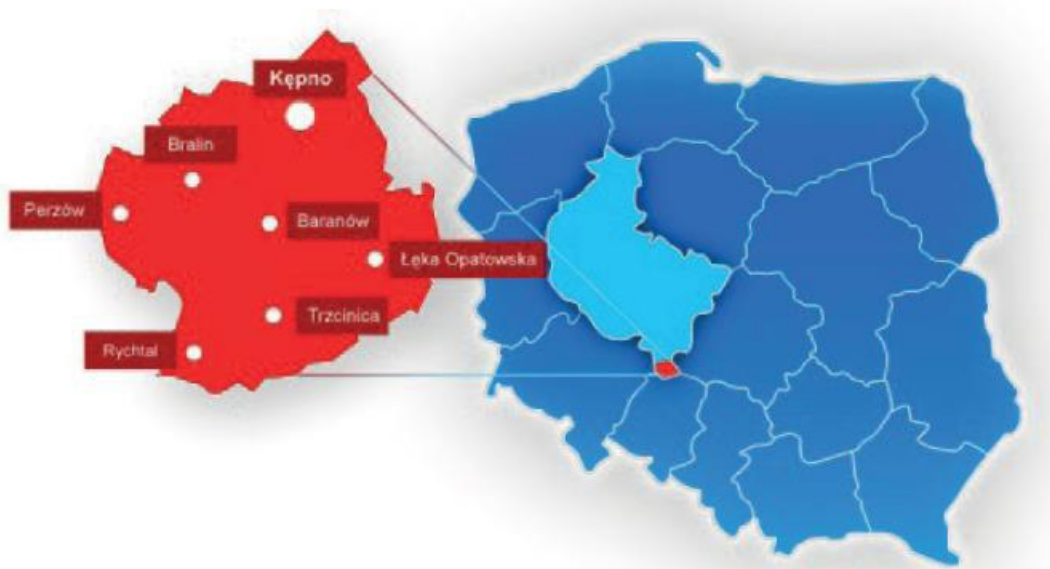 Kępno
Bralin
Perzów
Baranów
Łęka Opatowska
Trzcinica
Rychtal